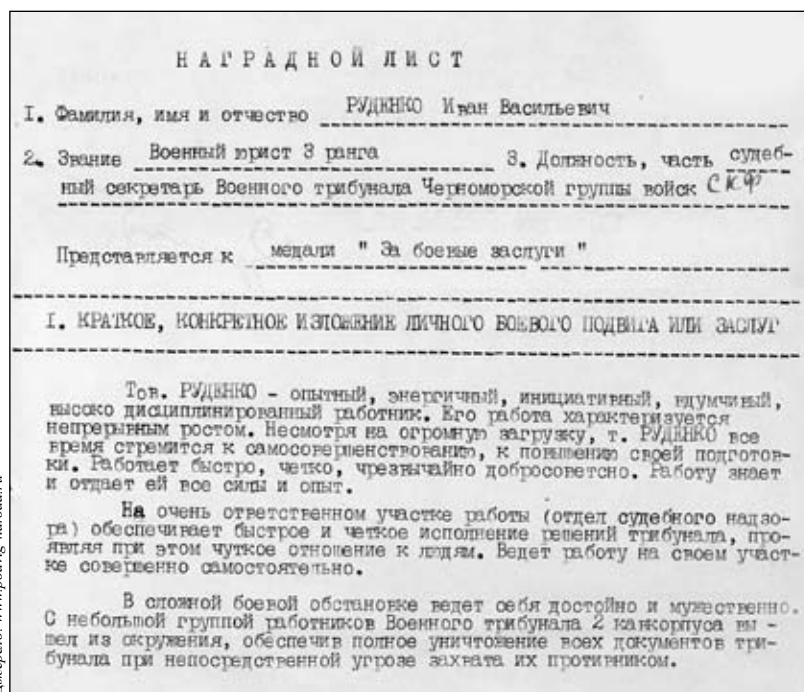 НАГРАДНОЙ ЛИСТ
I. Фамилия, имя и отчество РУДЕНКО Иван Васильевич
2. Звание Военный юрист 3 ранга 3. Должность, часть судеб-
ный секретарь Военного трибунала Черноморской группы войск СКФ
Представляется к медали " За боевые заслуги "
I. КРАТКОЕ, КОНКРЕТНОЕ ИЗЛОЖЕНИЕ ЛИЧНОГО БОЕВОГО ПОДВИГА ИЛИ ЗАСЛУГ
Тов. РУДЕНКО - опытный, энергичный, инициативный, вдумчивый,
высоко дисциплинированный работник. Его работа характеризуется
непрерывным ростом. Несмотря на огромную загрузку, т. РУДЕНКО все
время стремится к самосовершенствованию, к повышению своей подготов-
ки. Работает быстро, четко, чрезвычайно добросовестно. Работу знает
и отдает ей все силы и опыт.
На очень ответственном участке работы (отдел судебного надзо-
ра) обеспечивает быстрое и четкое исполнение решений трибунала, про-
являя при этом чуткое отношение к людям. Ведет работу на своем участ-
ке совершенно самостоятельно.
В сложной боевой обстановке ведет себя достойно и мужественно.
С небольшой группой работников Военного трибунала 2 кавкорпуса вы -
шел из окружения, обеспечив полное уничтожение всех документов три-
бунала при непосредственной угрозе захвата их противником.